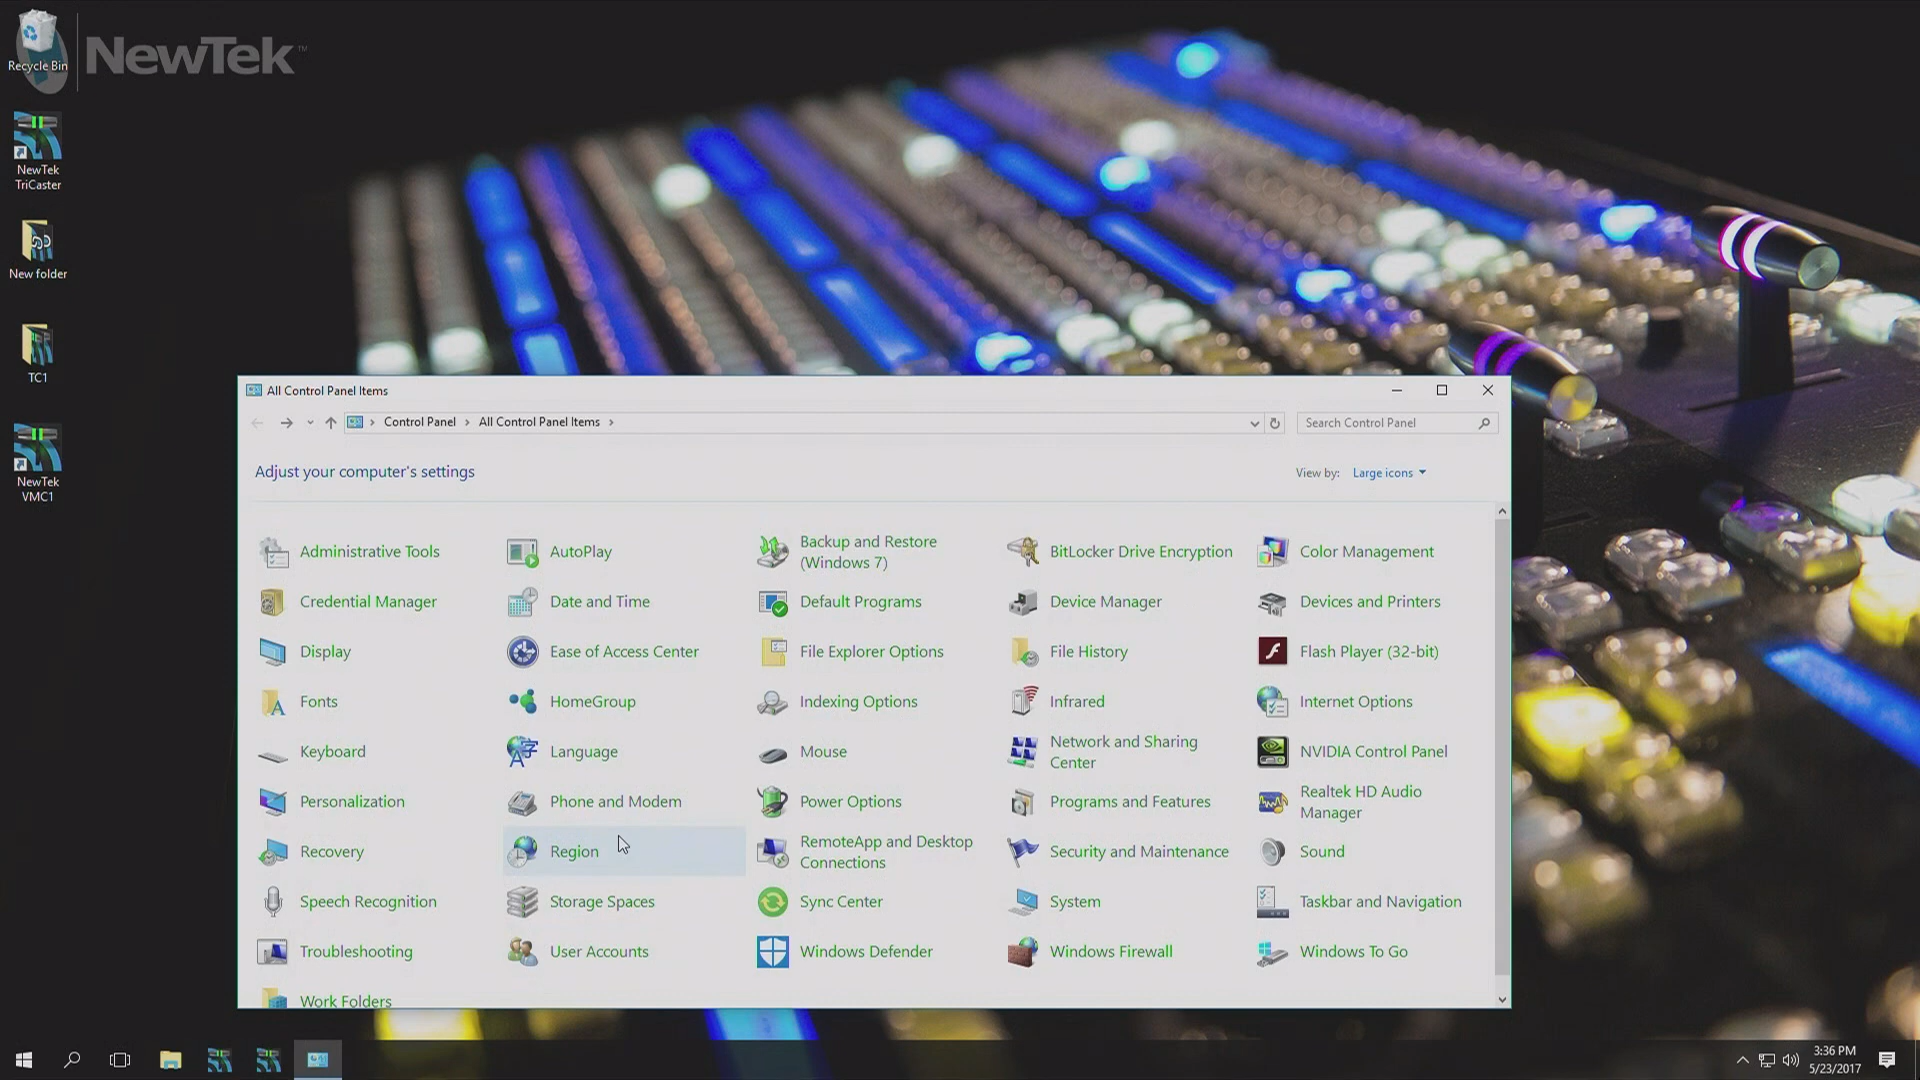 Recycle Bin
NewTek™
NewTek
TriCaster
New folder
TC1
NewTek
VMC1
All Control Panel Items
Control Panel
All Control Panel Items
Search Control Panel
Adjust your computer's settings
View by:
Large icons
Administrative Tools
AutoPlay
Backup and Restore
(Windows 7)
BitLocker Drive Encryption
Color Management
Credential Manager
Date and Time
Default Programs
Device Manager
Devices and Printers
Display
Ease of Access Center
File Explorer Options
File History
Flash Player (32-bit)
Fonts
HomeGroup
Indexing Options
Infrared
Internet Options
Keyboard
Language
Mouse
Network and Sharing
Center
NVIDIA Control Panel
Personalization
Phone and Modem
Power Options
Programs and Features
Realtek HD Audio
Manager
Recovery
Region
RemoteApp and Desktop
Connections
Security and Maintenance
Sound
Speech Recognition
Storage Spaces
Sync Center
System
Taskbar and Navigation
Troubleshooting
User Accounts
Windows Defender
Windows Firewall
Windows To Go
Work Folders
3:36 PM
5/23/2017